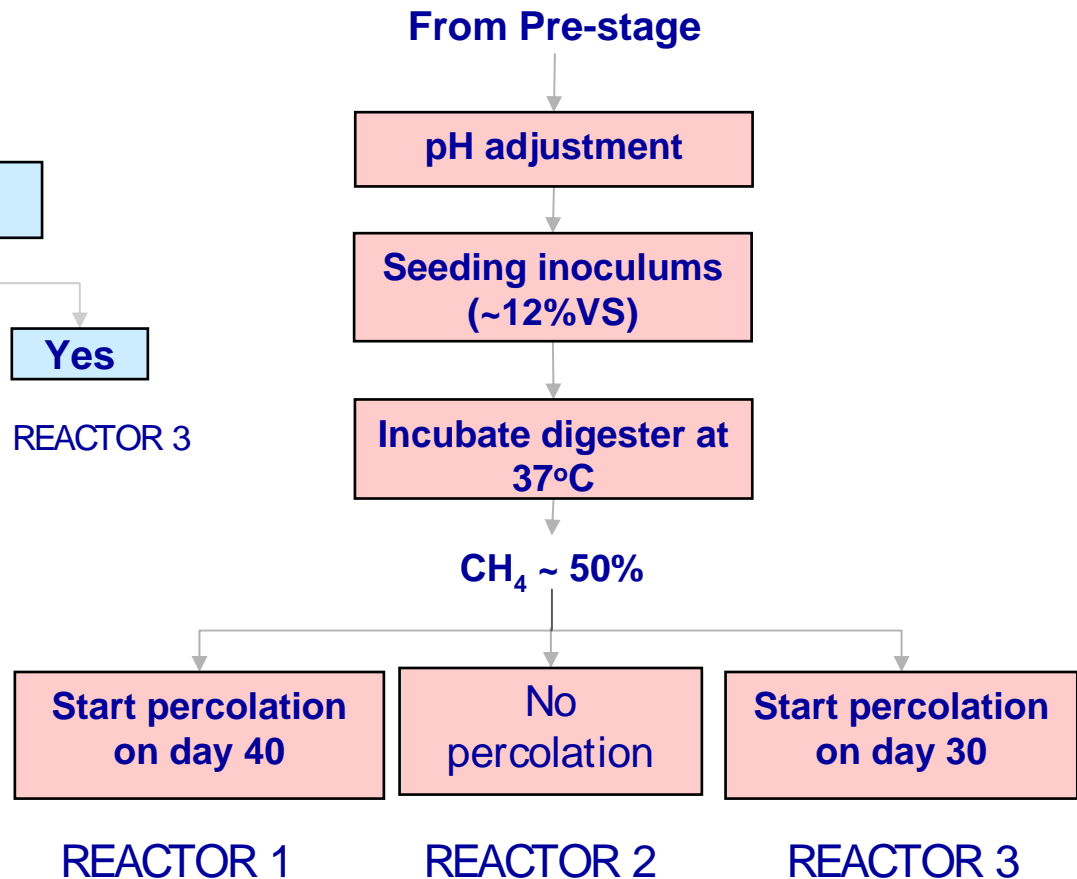 From Pre-stage
pH adjustment
Seeding inoculums
(~12%VS)
Yes
REACTOR 3
Incubate digester at
37ºC
CH₄ ~ 50%
Start percolation
on day 40
No
percolation
Start percolation
on day 30
REACTOR 1
REACTOR 2
REACTOR 3